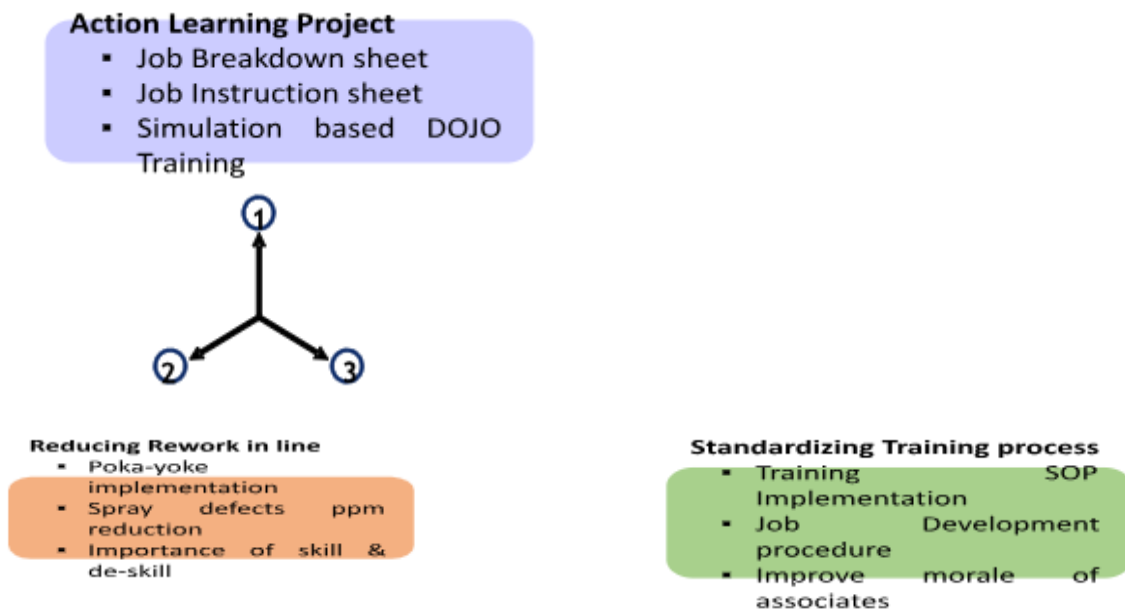 Action Learning Project
▪ Job Breakdown sheet
▪ Job Instruction sheet
▪ Simulation based DOJO
Training
1
2
3
Reducing Rework in line
▪ Poka-yoke
implementation
▪ Spray defects ppm
reduction
▪ Importance of skill &
de-skill
Standardizing Training process
▪ Training SOP
Implementation
▪ Job Development
procedure
▪ Improve morale of
associates